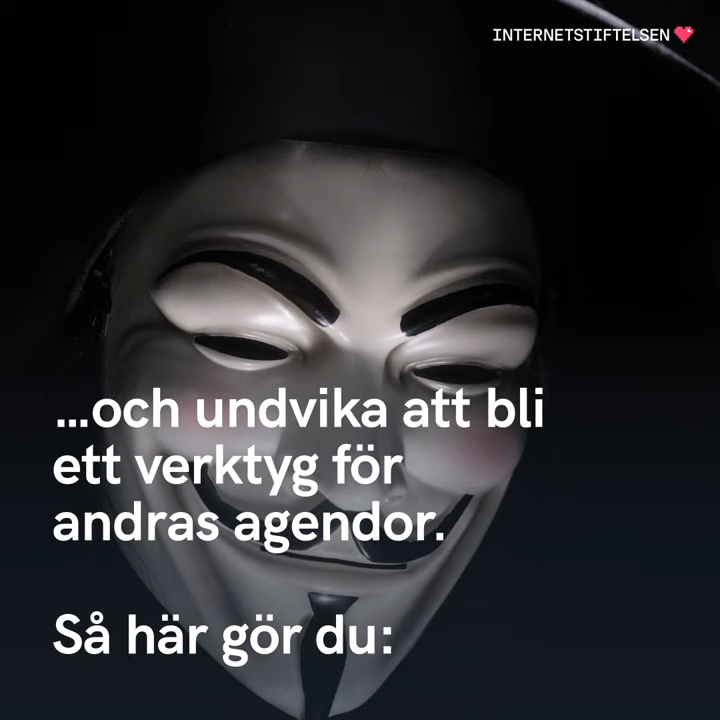 INTERNETSTIFTELSEN
...och undvika att bli
ett verktyg för
andras agendor.
Så här gör du: